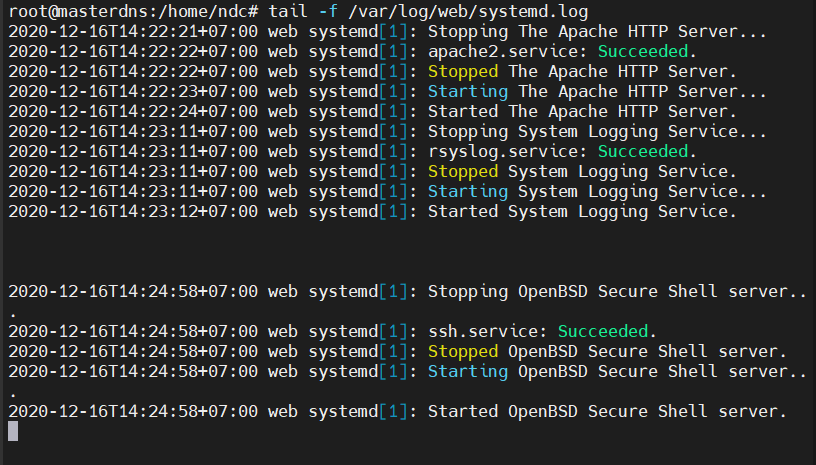 root@masterdns:/home/ndc# tail -f /var/log/web/systemd.log
2020-12-16T14:22:21+07:00 web systemd[1]: Stopping The Apache HTTP Server...
2020-12-16T14:22:22+07:00 web systemd[1]: apache2.service: Succeeded.
2020-12-16T14:22:22+07:00 web systemd[1]: Stopped The Apache HTTP Server.
2020-12-16T14:22:23+07:00 web systemd[1]: Starting The Apache HTTP Server...
2020-12-16T14:22:24+07:00 web systemd[1]: Started The Apache HTTP Server.
2020-12-16T14:23:11+07:00 web systemd[1]: Stopping System Logging Service...
2020-12-16T14:23:11+07:00 web systemd[1]: rsyslog.service: Succeeded.
2020-12-16T14:23:11+07:00 web systemd[1]: Stopped System Logging Service.
2020-12-16T14:23:11+07:00 web systemd[1]: Starting System Logging Service...
2020-12-16T14:23:12+07:00 web systemd[1]: Started System Logging Service.
2020-12-16T14:24:58+07:00 web systemd[1]: Stopping OpenBSD Secure Shell server..
.
2020-12-16T14:24:58+07:00 web systemd[1]: ssh.service: Succeeded.
2020-12-16T14:24:58+07:00 web systemd[1]: Stopped OpenBSD Secure Shell server.
2020-12-16T14:24:58+07:00 web systemd[1]: Starting OpenBSD Secure Shell server..
.
2020-12-16T14:24:58+07:00 web systemd[1]: Started OpenBSD Secure Shell server.